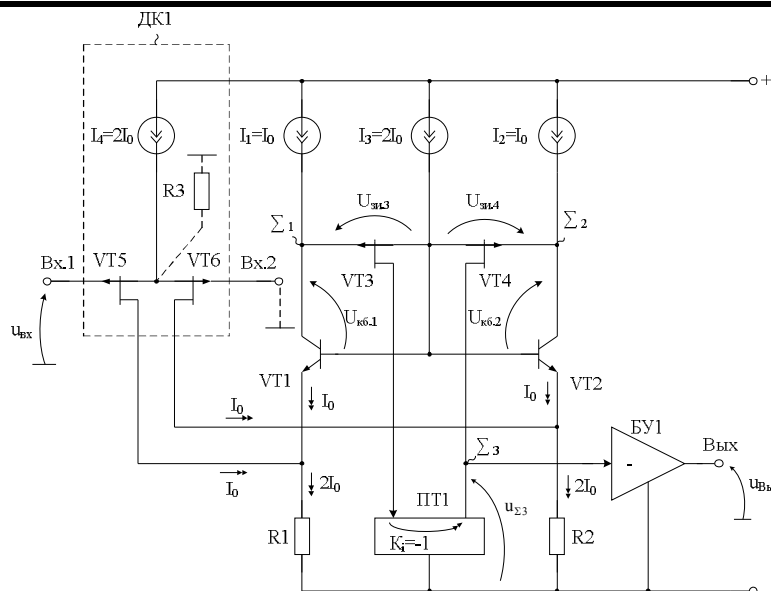 ДК1
+
I₄=2I₀
I₁=I₀
I₃=2I₀
I₂=I₀
R3
Uзи.3
Uзи.4
Σ1
Σ2
Вх.1
VT5
VT6
Вх.2
VT3
VT4
uвх
Uкб.1
Uкб.2
VT1
VT2
I₀
I₀
I₀
БУ1
Вых
Σ3
-
I₀
2I₀
ПТ1
2I₀
uΣ3
uВы
R1
Ki=-1
R2